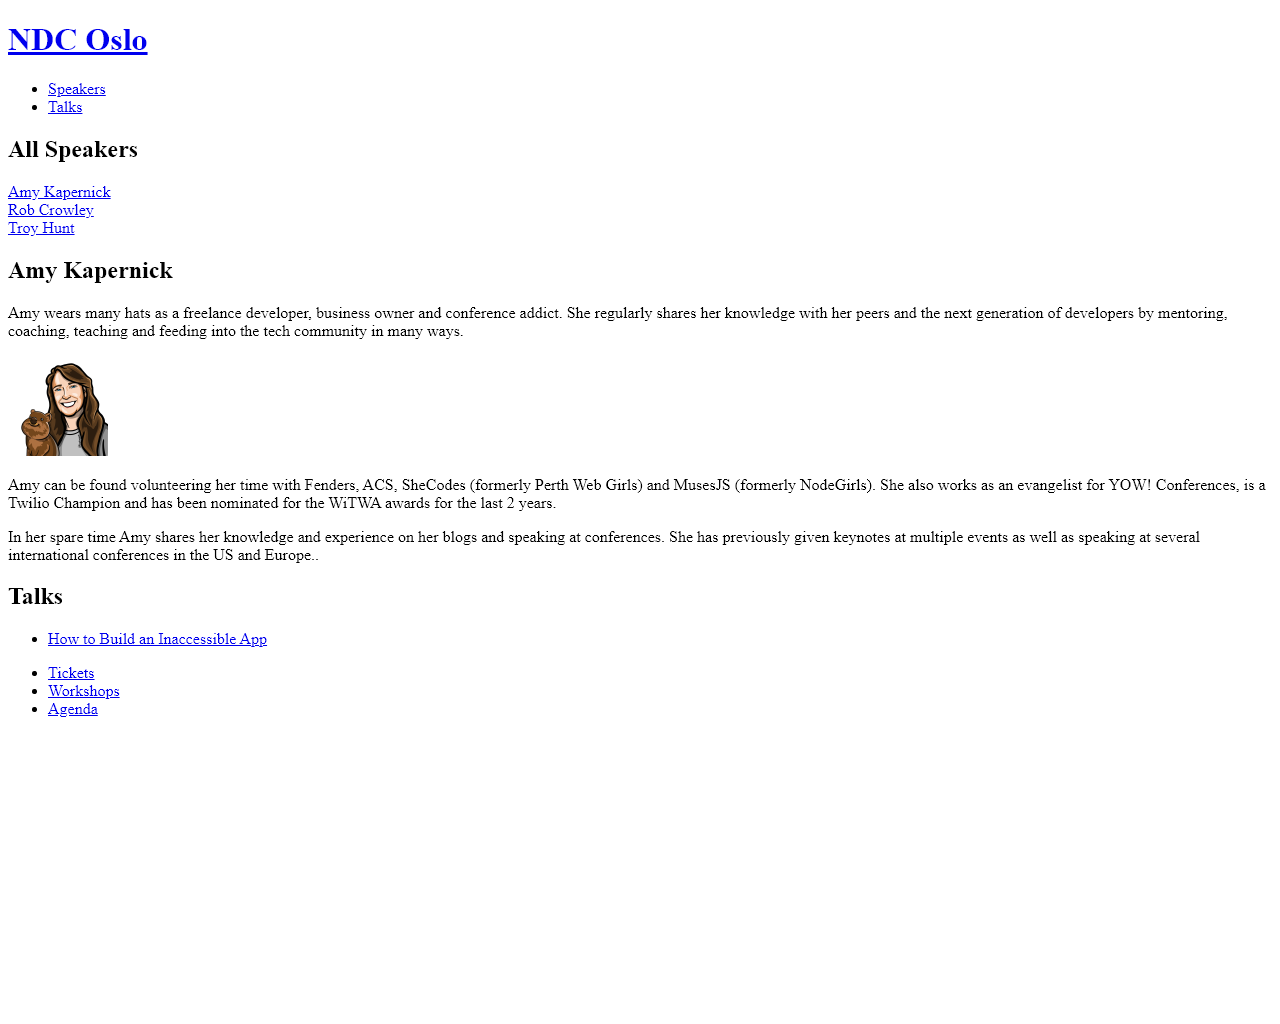 NDC Oslo
Speakers
Talks
All Speakers
Amy Kapernick
Rob Crowley
Troy Hunt
Amy Kapernick
Amy wears many hats as a freelance developer, business owner and conference addict. She regularly shares her knowledge with her peers and the next generation of developers by mentoring,
coaching, teaching and feeding into the tech community in many ways.
Amy can be found volunteering her time with Fenders, ACS, SheCodes (formerly Perth Web Girls) and MusesJS (formerly NodeGirls). She also works as an evangelist for YOW! Conferences, is a
Twilio Champion and has been nominated for the WiTWA awards for the last 2 years.
In her spare time Amy shares her knowledge and experience on her blogs and speaking at conferences. She has previously given keynotes at multiple events as well as speaking at several
international conferences in the US and Europe..
Talks
How to Build an Inaccessible App
Tickets
Workshops
Agenda